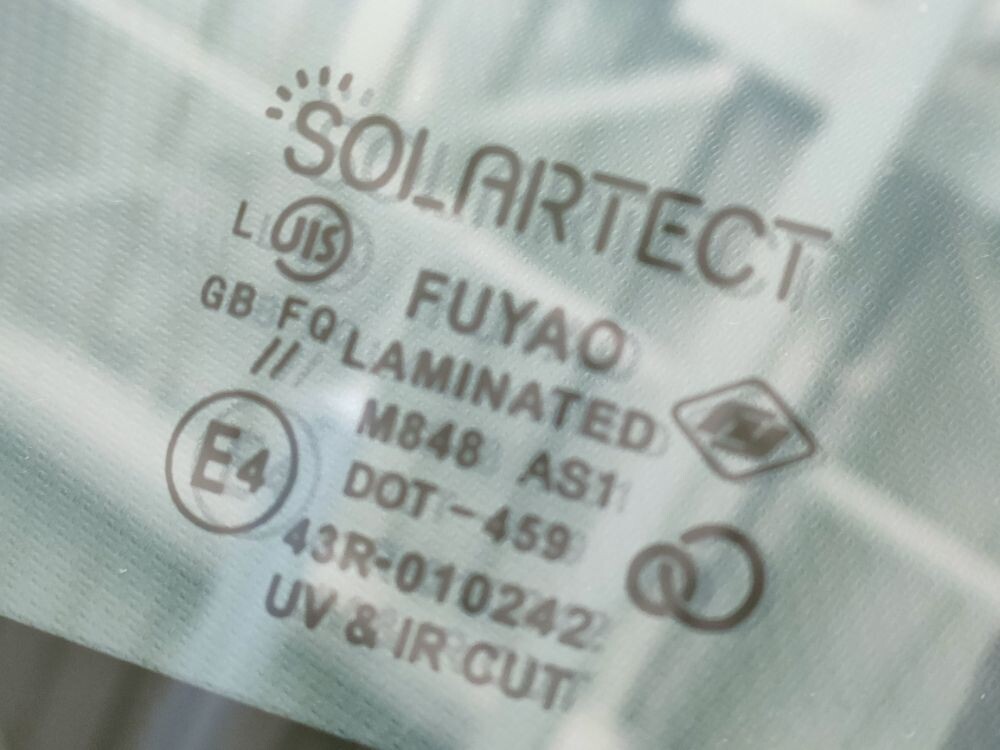 SOLARTECT
L JIS
FUYAO
GB FQ LAMINATED
//
M848 AS1
E4
DOT-459
43R-010242
UV & IR CUT